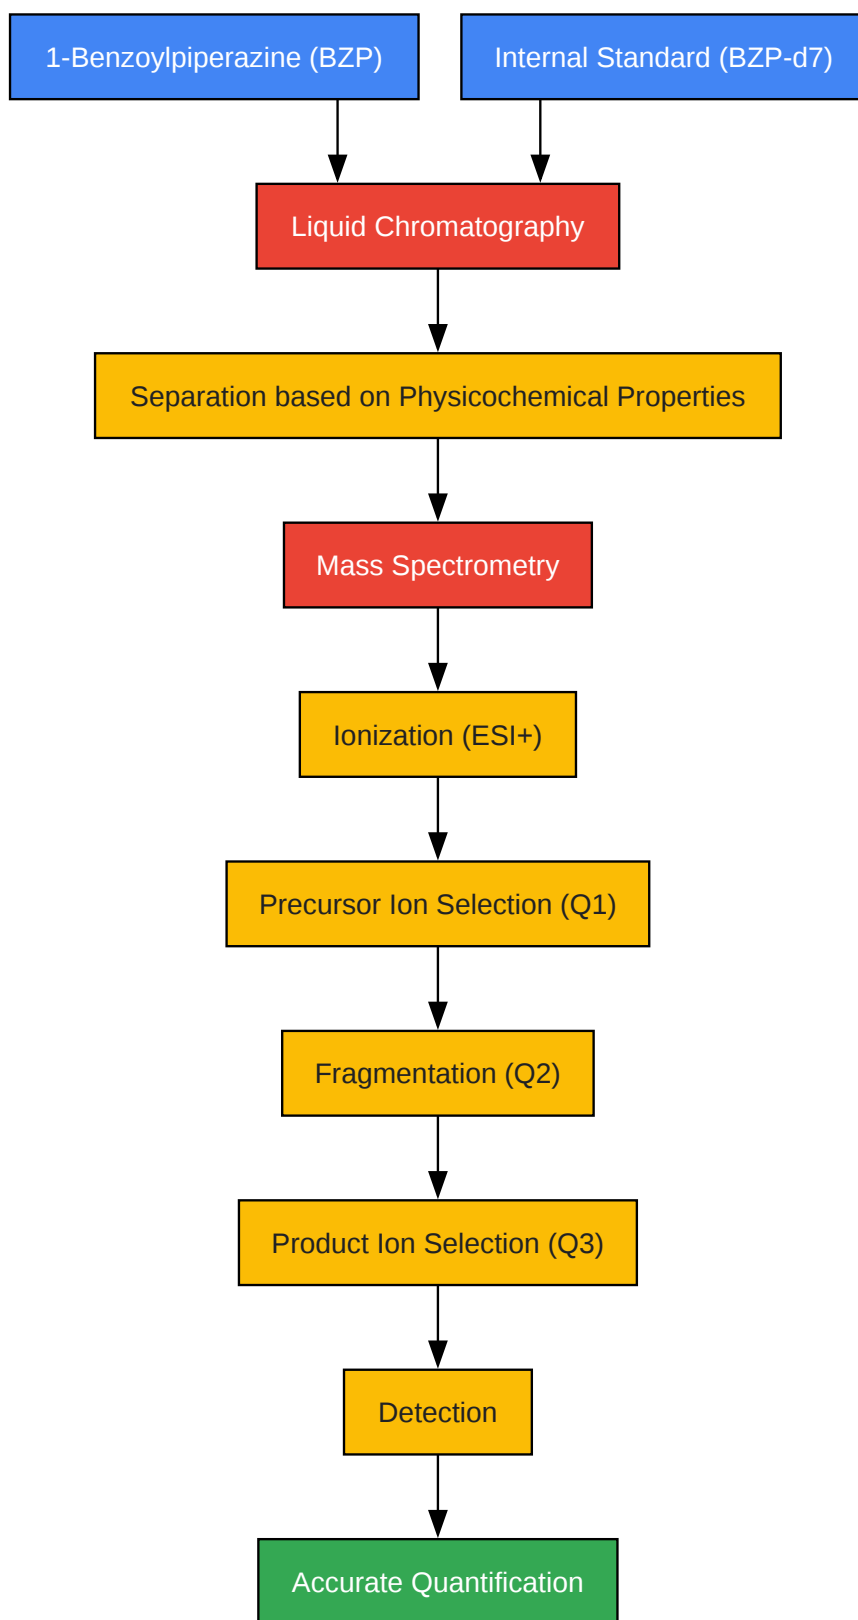 1-Benzoylpiperazine (BZP)
Internal Standard (BZP-d7)
Liquid Chromatography
Separation based on Physicochemical Properties
Mass Spectrometry
Ionization (ESI+)
Precursor Ion Selection (Q1)
Fragmentation (Q2)
Product Ion Selection (Q3)
Detection
Accurate Quantification